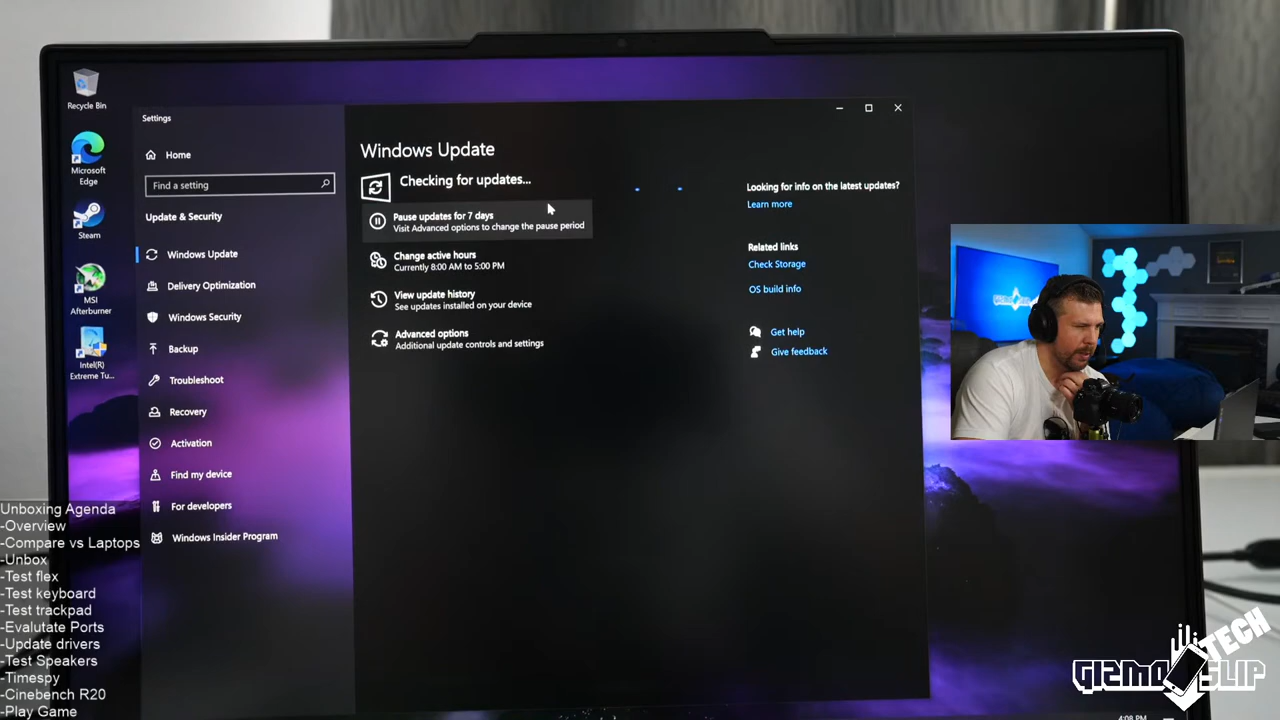 Recycle Bin
Microsoft
Edge
Steam
MSI
Afterburner
Intel(R)
Extreme Tu...
Settings
Home
Find a setting
Update & Security
Windows Update
Delivery Optimization
Windows Security
Backup
Troubleshoot
Recovery
Activation
Find my device
For developers
Windows Insider Program
Windows Update
Checking for updates...
Pause updates for 7 days
Visit Advanced options to change the pause period
Change active hours
Currently 8:00 AM to 5:00 PM
View update history
See updates installed on your device
Advanced options
Additional update controls and settings
Looking for info on the latest updates?
Learn more
Related links
Check Storage
OS build info
Get help
Give feedback
4:08 PM
Unboxing Agenda
-Overview
-Compare vs Laptops
-Unbox
-Test flex
-Test keyboard
-Test trackpad
-Evalutate Ports
-Update drivers
-Test Speakers
-Timespy
-Cinebench R20
-Play Game
GIZMO SLIP
TECH